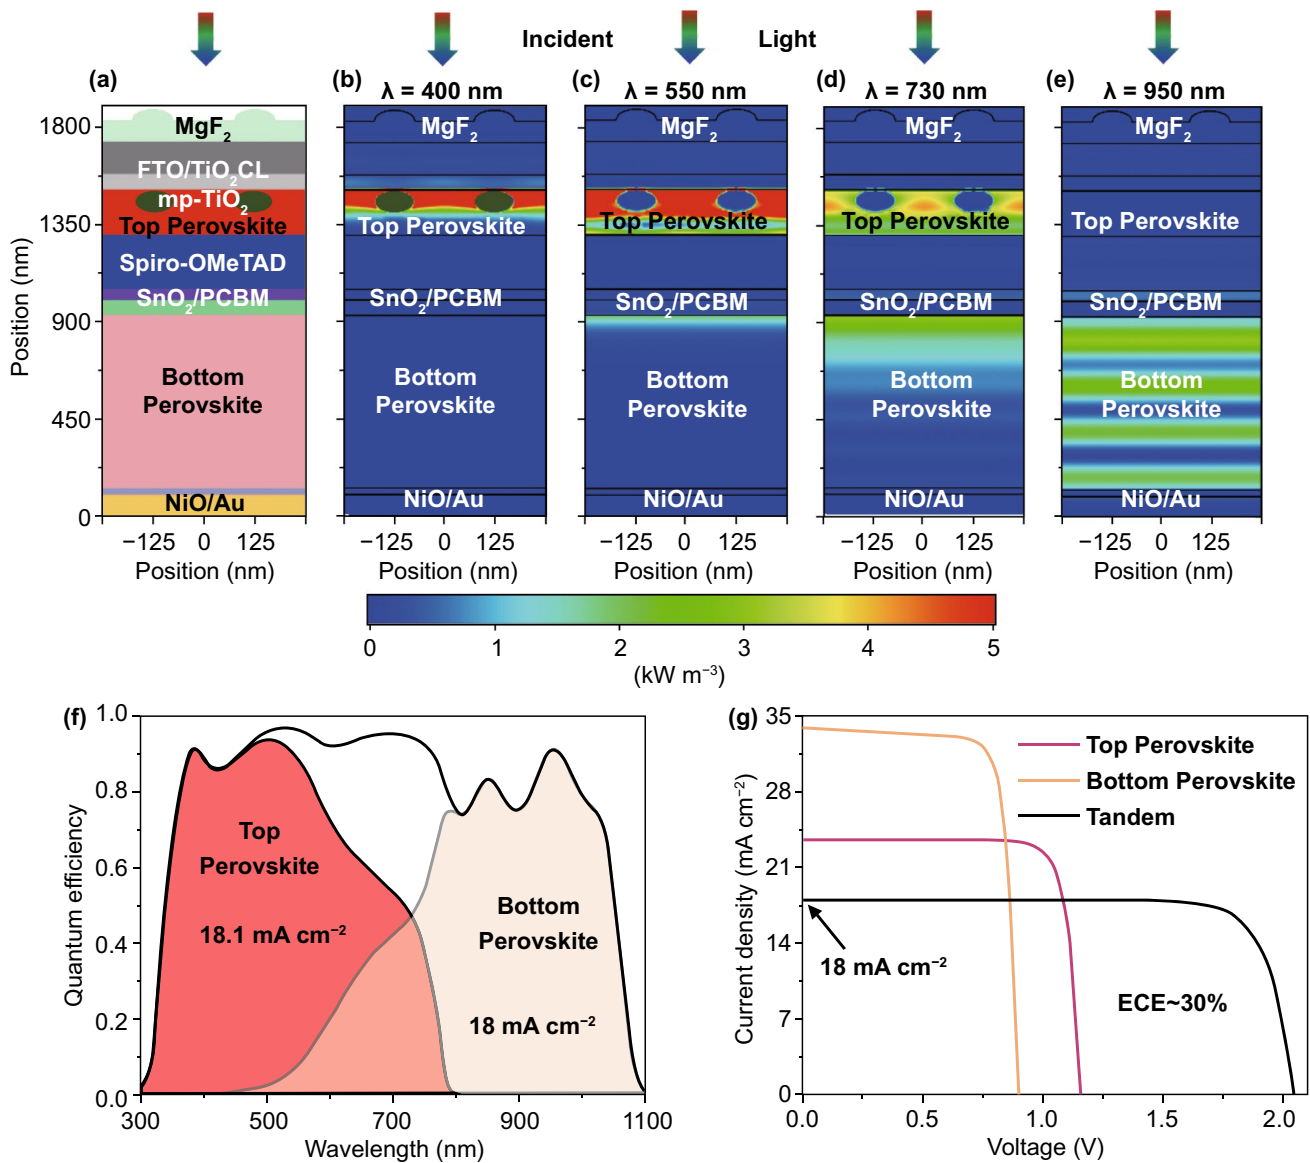 Incident Light
(a)
(b)
(c)
(d)
(e)
λ = 400 nm
λ = 550 nm
λ = 730 nm
λ = 950 nm
Position (nm)
1800
1350
900
450
0
MgF2
FTO/TiO2CL
mp-TiO2
Top Perovskite
Spiro-OMeTAD
SnO2/PCBM
Bottom
Perovskite
NiO/Au
−125 0 125
Position (nm)
MgF2
Top Perovskite
SnO2/PCBM
Bottom
Perovskite
NiO/Au
−125 0 125
Position (nm)
MgF2
Top Perovskite
SnO2/PCBM
Bottom
Perovskite
NiO/Au
−125 0 125
Position (nm)
MgF2
Top Perovskite
SnO2/PCBM
Bottom
Perovskite
NiO/Au
−125 0 125
Position (nm)
MgF2
Top Perovskite
SnO2/PCBM
Bottom
Perovskite
NiO/Au
−125 0 125
Position (nm)
0 1 2 3 4 5
(kW m−3)
(f)
Quantum efficiency
1.0
0.8
0.6
0.4
0.2
0.0
Top
Perovskite
18.1 mA cm−2
Bottom
Perovskite
18 mA cm−2
300 500 700 900 1100
Wavelength (nm)
(g)
Current density (mA cm−2)
35
28
21
14
7
0
Top Perovskite
Bottom Perovskite
Tandem
18 mA cm−2
ECE~30%
0.0 0.5 1.0 1.5 2.0
Voltage (V)